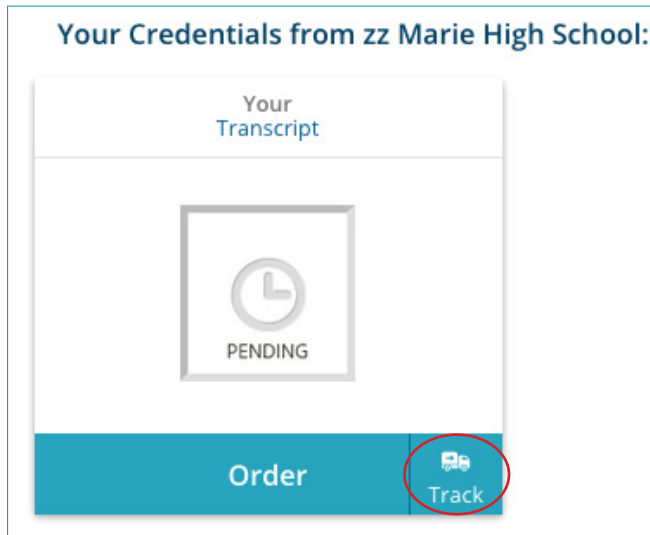 Your Credentials from zz Marie High School:
Your
Transcript
PENDING
Order
Track